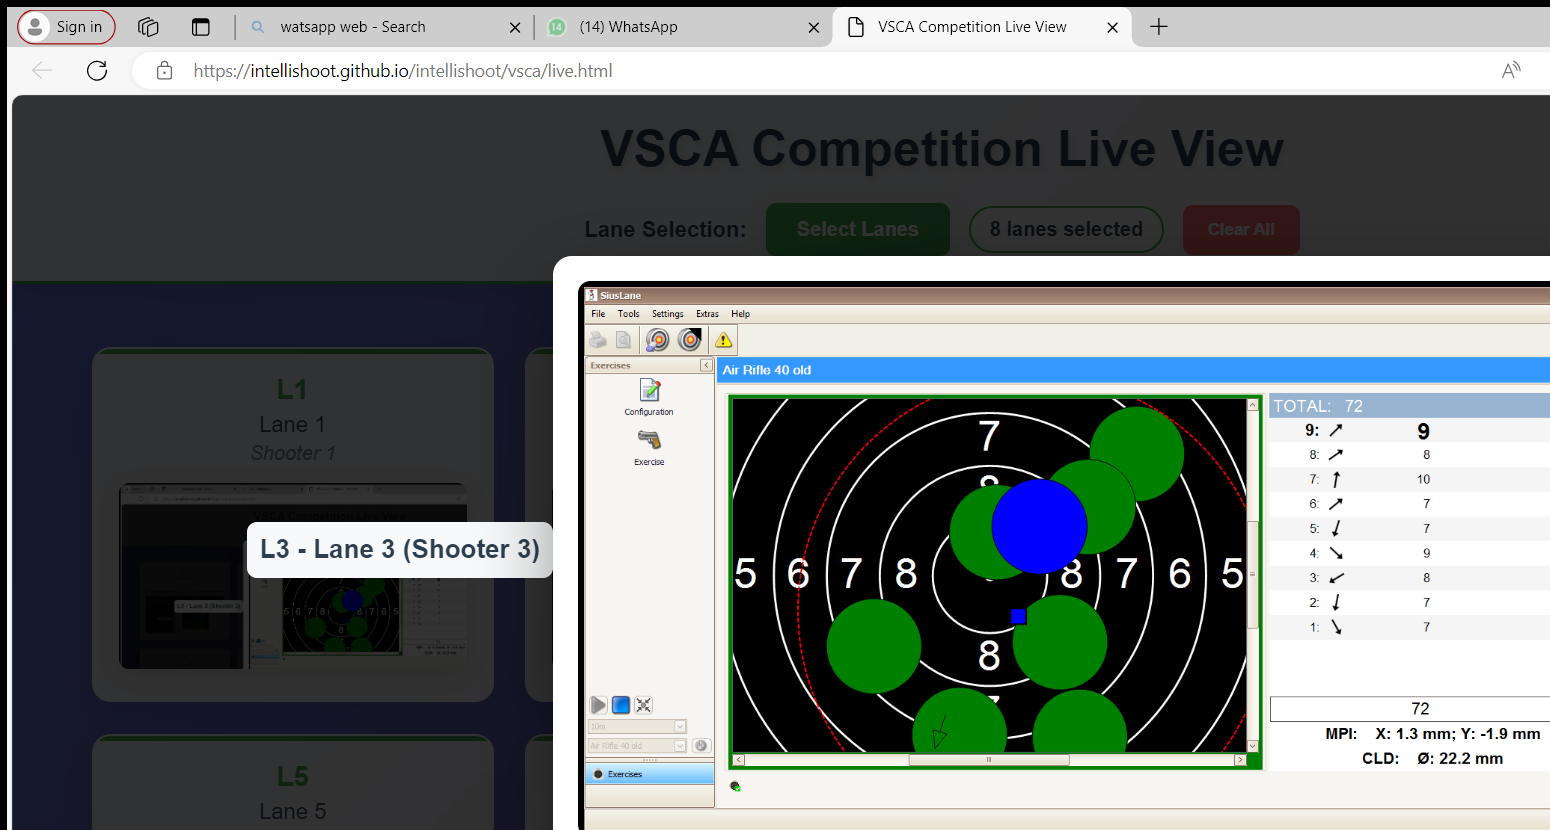 Sign in
watsapp web - Search
14
(14) WhatsApp
VSCA Competition Live View
https://intellishoot.github.io/intellishoot/vsca/live.html
VSCA Competition Live View
Lane Selection:
Select Lanes
8 lanes selected
Clear All
L1
Lane 1
Shooter 1
L3 - Lane 3 (Shooter 3)
L5
Lane 5
SiusLane
File Tools Settings Extras Help
Exercises
Configuration
Exercise
10m
Air Rifle 40 old
Exercises
Air Rifle 40 old
7
5 6 7 8 8 7 6 5
8
TOTAL: 72
9: 9
8: 8
7: 10
6: 7
5: 7
4: 9
3: 8
2: 7
1: 7
72
MPI: X: 1.3 mm; Y: -1.9 mm
CLD: Ø: 22.2 mm